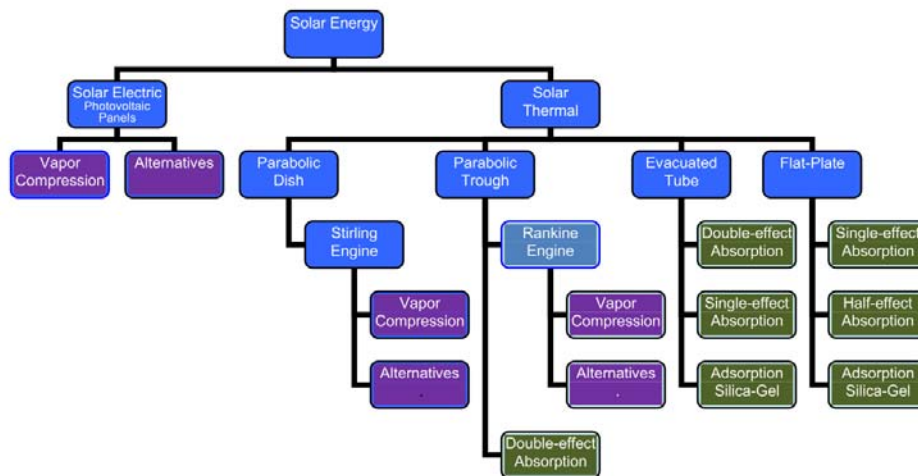 Solar Energy
Solar Electric
Photovoltaic
Panels
Solar
Thermal
Vapor
Compression
Alternatives
Parabolic
Dish
Parabolic
Trough
Evacuated
Tube
Flat-Plate
Stirling
Engine
Rankine
Engine
Double-effect
Absorption
Single-effect
Absorption
Vapor
Compression
Vapor
Compression
Single-effect
Absorption
Half-effect
Absorption
Alternatives
.
Alternatives
.
Adsorption
Silica-Gel
Adsorption
Silica-Gel
Double-effect
Absorption